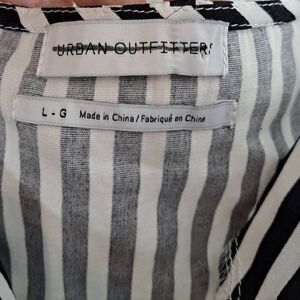 URBAN OUTFITTERS
L - G Made in China / Fabriqué en Chine